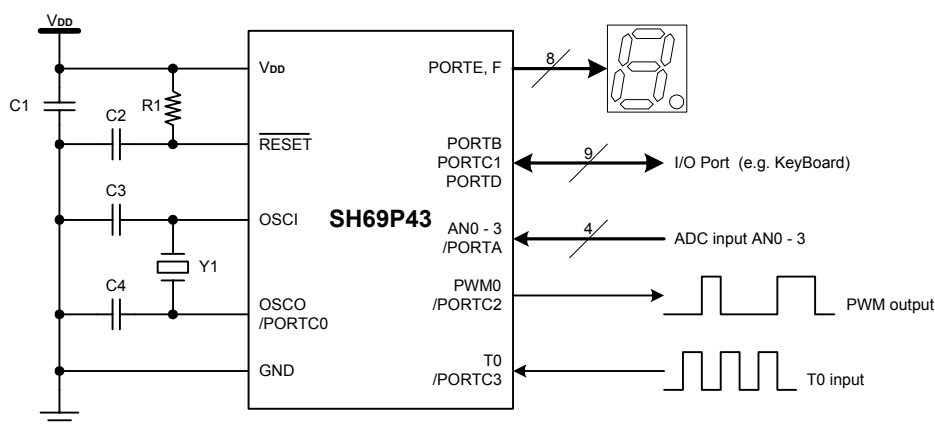 VDD
VDD
PORTE, F
8
C1
R1
C2
RESET
PORTB
PORTC1
PORTD
9
I/O Port (e.g. KeyBoard)
C3
OSCI
SH69P43
AN0 - 3
/PORTA
4
ADC input AN0 - 3
Y1
C4
OSCO
/PORTC0
PWM0
/PORTC2
PWM output
GND
T0
/PORTC3
T0 input